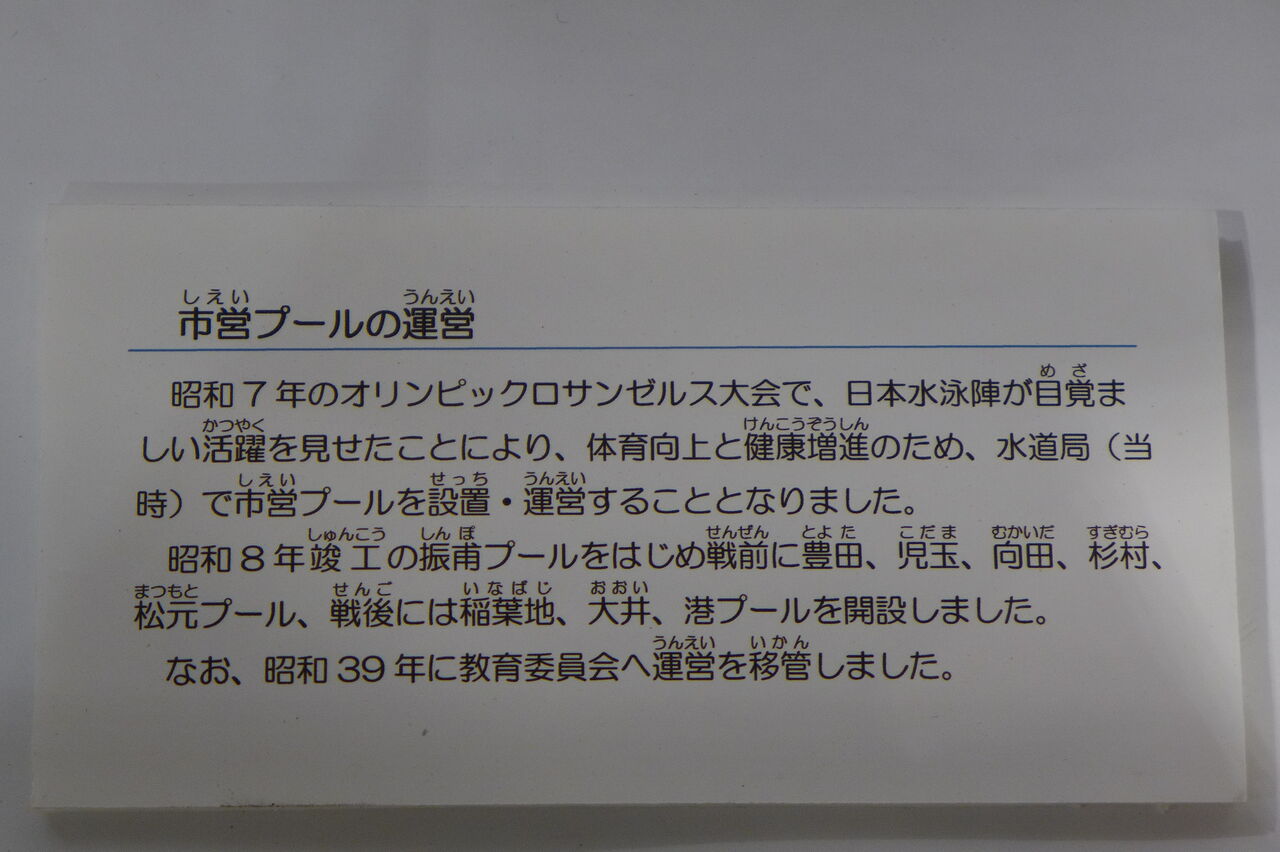 市営プールの運営
昭和7年のオリンピックロサンゼルス大会で、日本水泳陣が目覚ま
しい活躍を見せたことにより、体育向上と健康増進のため、水道局（当
時）で市営プールを設置・運営することとなりました。
昭和8年竣工の振甫プールをはじめ戦前に豊田、児玉、向田、杉村、
松元プール、戦後には稲葉地、大井、港プールを開設しました。
なお、昭和39年に教育委員会へ運営を移管しました。